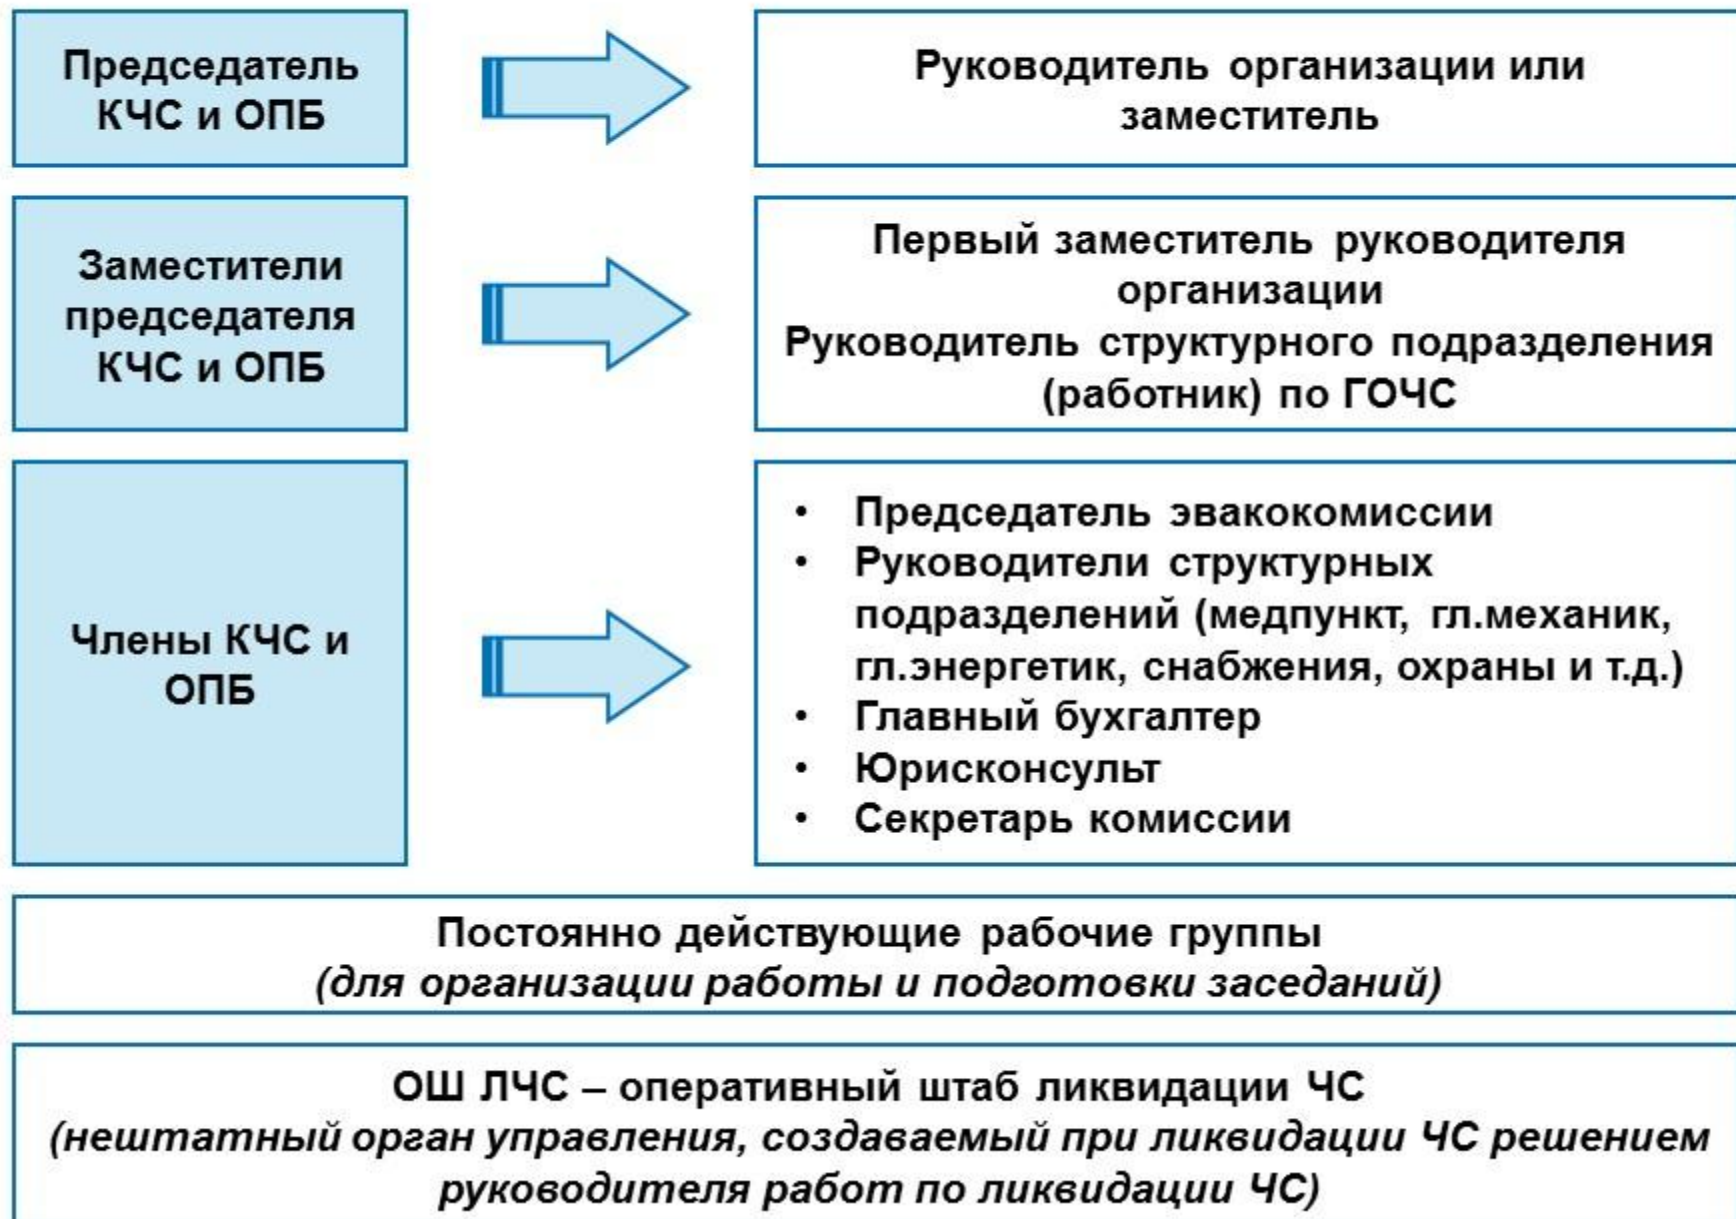 Председатель
КЧС и ОПБ
Руководитель организации или
заместитель
Заместители
председателя
КЧС и ОПБ
Первый заместитель руководителя
организации
Руководитель структурного подразделения
(работник) по ГОЧС
Члены КЧС и
ОПБ
• Председатель эвакокомиссии
• Руководители структурных
подразделений (медпункт, гл.механик,
гл.энергетик, снабжения, охраны и т.д.)
• Главный бухгалтер
• Юрисконсульт
• Секретарь комиссии
Постоянно действующие рабочие группы
(для организации работы и подготовки заседаний)
ОШ ЛЧС – оперативный штаб ликвидации ЧС
(нештатный орган управления, создаваемый при ликвидации ЧС решением
руководителя работ по ликвидации ЧС)